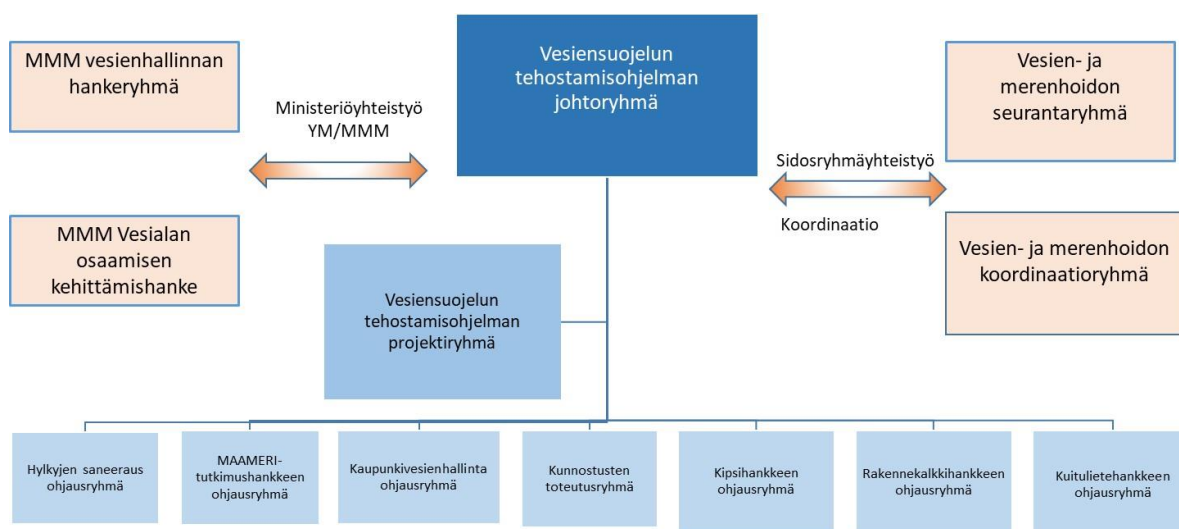 MMM vesienhallinnan
hankeryhmä
Ministeriöyhteistyö
YM/MMM
MMM Vesialan
osaamisen
kehittämishanke
Vesiensuojelun
tehostamisohjelman
johtoryhmä
Sidosryhmäyhteistyö
Koordinaatio
Vesien- ja
merenhoidon
seurantaryhmä
Vesien- ja merenhoidon
koordinaatioryhmä
Vesiensuojelun
tehostamisohjelman
projektiryhmä
Hylkyjen saneeraus
ohjausryhmä
MAAMERI-
tutkimushankkeen
ohjausryhmä
Kaupunkivesienhallinta
ohjausryhmä
Kunnostusten
toteutusryhmä
Kipsihankkeen
ohjausryhmä
Rakennekalkkihankkeen
ohjausryhmä
Kuitulietehankkeen
ohjausryhmä